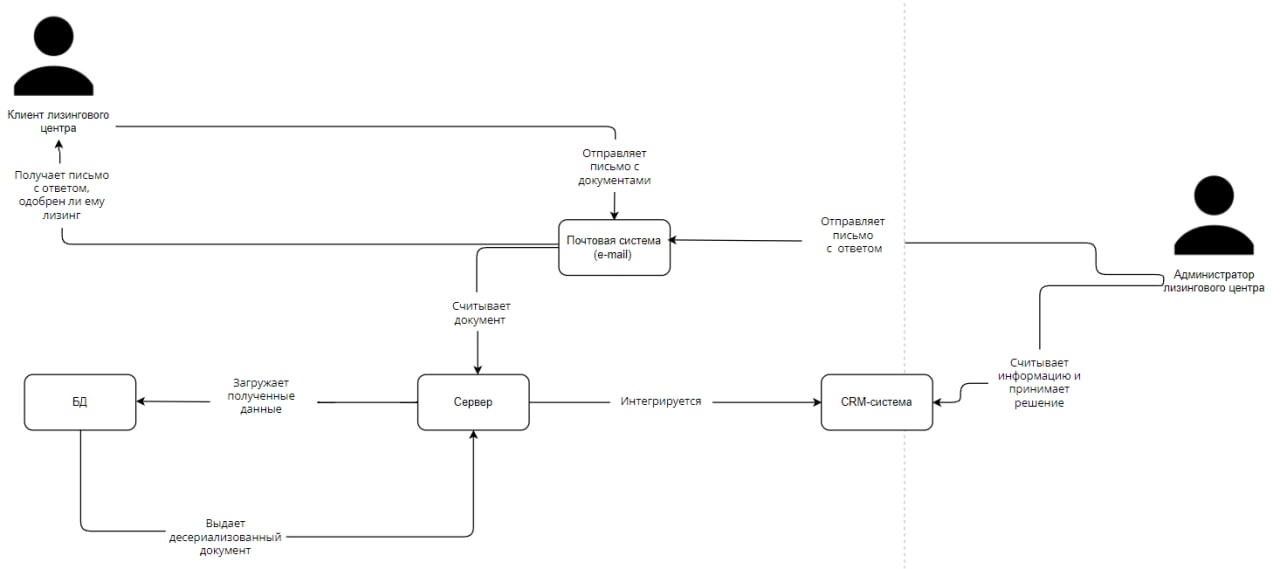 Клиент лизингового
центра
Отправляет
письмо с
документами
Получает письмо
с ответом,
одобрен ли ему
лизинг
Отправляет
письмо
с ответом
Почтовая система
(e-mail)
Администратор
лизингового центра
Считывает
документ
Считывает
информацию и
принимает
решение
Загружает
полученные
данные
БД
Сервер
Интегрируется
CRM-система
Выдает
десериализованный
документ